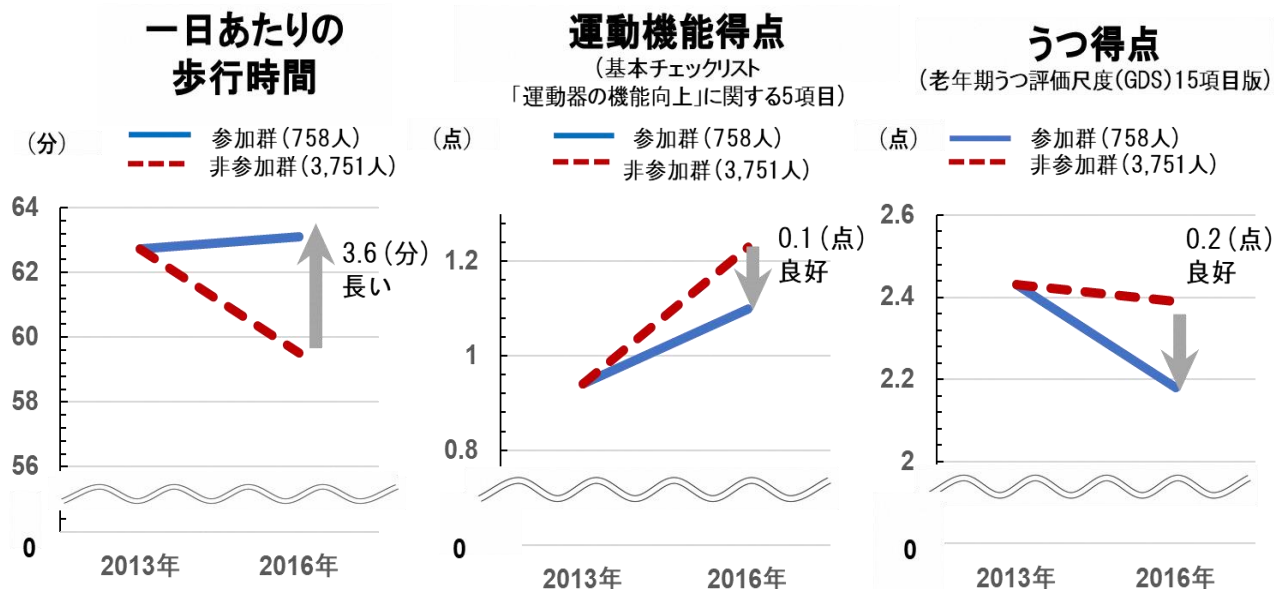 一日あたりの
歩行時間
(分)
参加群(758人)
非参加群(3,751人)
64
62
60
58
56
0
3.6(分)
長い
2013年
2016年
運動機能得点
(基本チェックリスト
「運動器の機能向上」に関する5項目)
(点)
参加群(758人)
非参加群(3,751人)
1.2
1
0.8
0
0.1(点)
良好
2013年
2016年
うつ得点
(老年期うつ評価尺度(GDS)15項目版)
(点)
参加群(758人)
非参加群(3,751人)
2.6
2.4
2.2
2
0
0.2(点)
良好
2013年
2016年